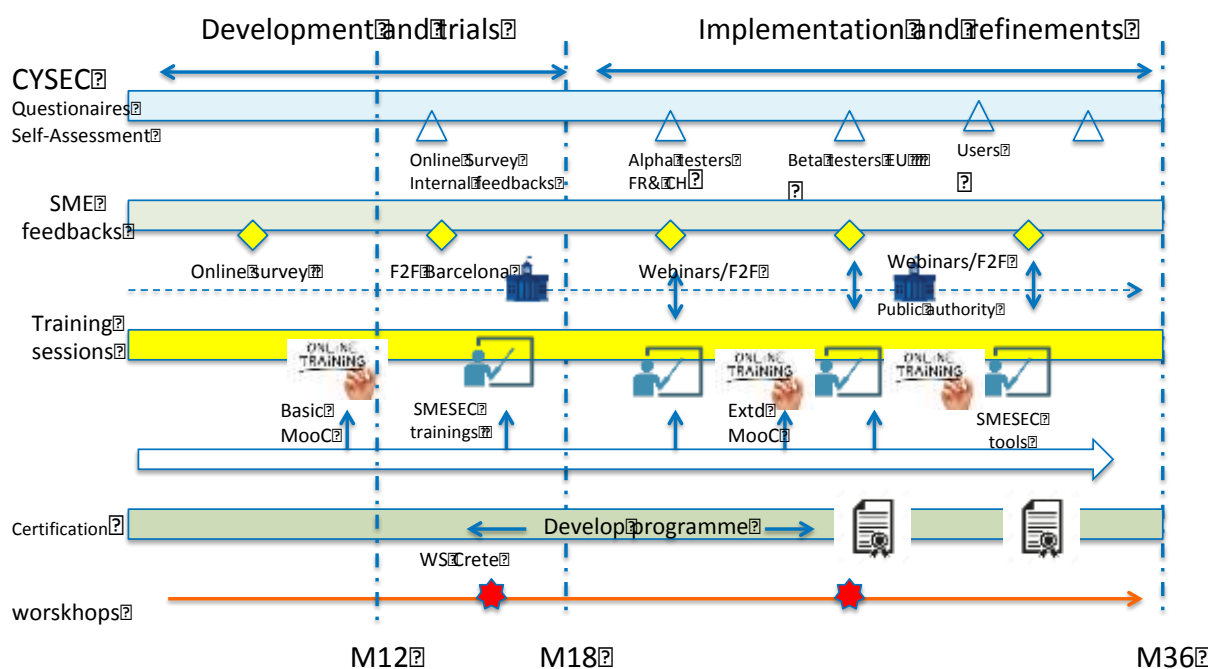 Development and trials
Implementation and refinements
CYSEC
Questionaires
Self-Assessment
Online Survey
Internal feedbacks
Alpha testers
FR& CH
Beta testers EU
Users
SME
feedbacks
Online survey
F2F Barcelona
Webinars/F2F
Webinars/F2F
Public authority
Training
sessions
ONLINE
TRAINING
ONLINE
TRAINING
ONLINE
TRAINING
Basic
MooC
SMESEC
trainings
Extd
MooC
SMESEC
tools
Certification
Develop programme
WS Crete
worskhops
M12
M18
M36